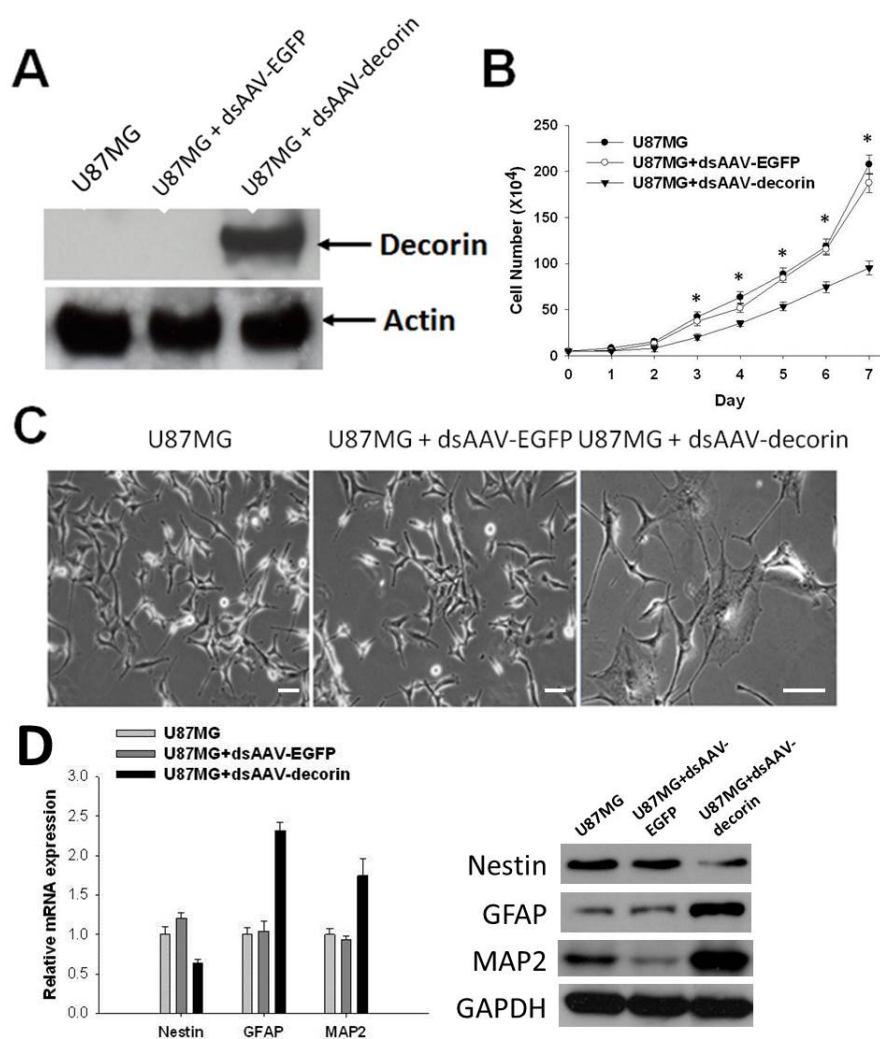 A
U87MG
U87MG + dsAAV-EGFP
U87MG + dsAAV-decorin
Decorin
Actin
B
250
200
150
100
50
0
Cell Number (X10⁴)
U87MG
U87MG+dsAAV-EGFP
U87MG+dsAAV-decorin
* * * * *
0 1 2 3 4 5 6 7
Day
C
U87MG
U87MG + dsAAV-EGFP
U87MG + dsAAV-decorin
D
U87MG
U87MG+dsAAV-EGFP
U87MG+dsAAV-decorin
3.0
2.5
2.0
1.5
1.0
0.5
0.0
Relative mRNA expression
Nestin GFAP MAP2
U87MG
U87MG+dsAAV-
EGFP
U87MG+dsAAV-
decorin
Nestin
GFAP
MAP2
GAPDH